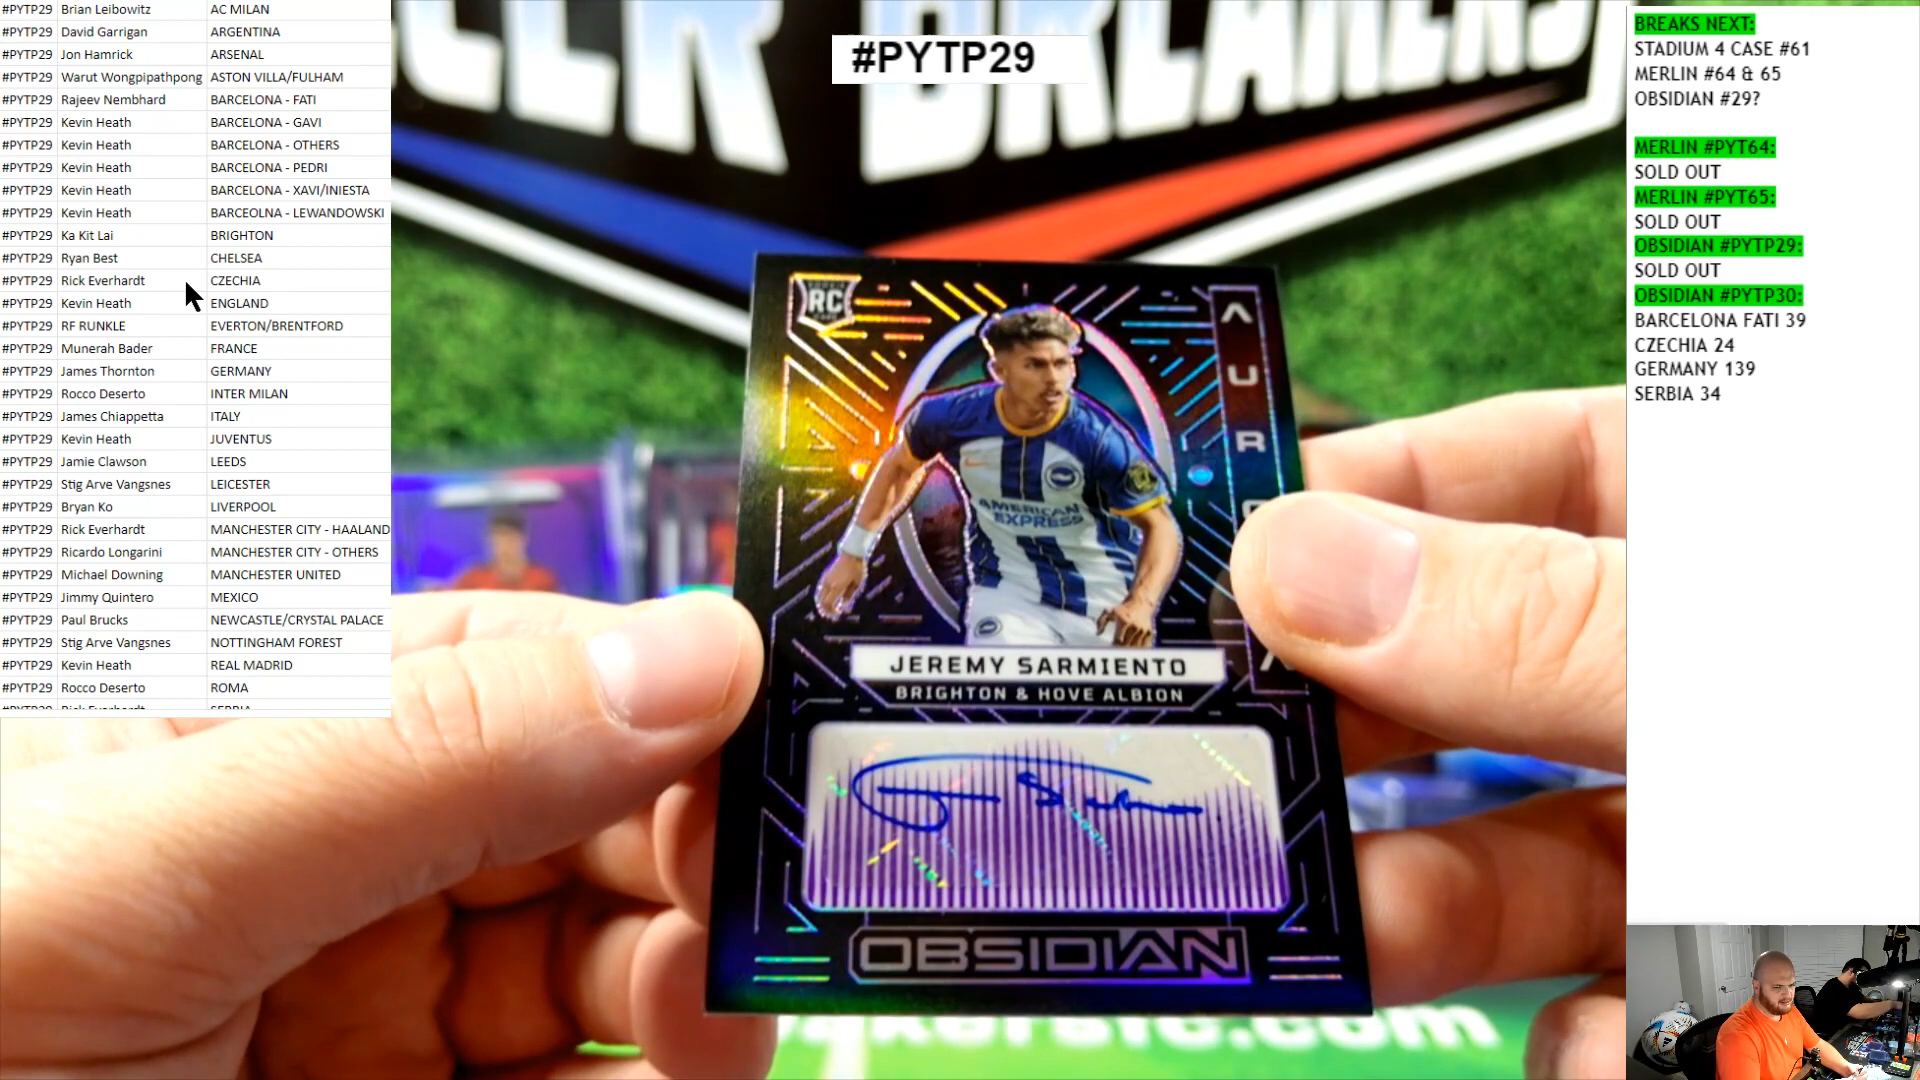 #PYTP29 Brian Leibowitz AC MILAN
#PYTP29 David Garrigan ARGENTINA
#PYTP29 Jon Hamrick ARSENAL
#PYTP29 Warut Wongpipathpong ASTON VILLA/FULHAM
#PYTP29 Rajeev Nembhard BARCELONA - FATI
#PYTP29 Kevin Heath BARCELONA - GAVI
#PYTP29 Kevin Heath BARCELONA - OTHERS
#PYTP29 Kevin Heath BARCELONA - PEDRI
#PYTP29 Kevin Heath BARCELONA - XAVI/INIESTA
#PYTP29 Kevin Heath BARCEOLNA - LEWANDOWSKI
#PYTP29 Ka Kit Lai BRIGHTON
#PYTP29 Ryan Best CHELSEA
#PYTP29 Rick Everhardt CZECHIA
#PYTP29 Kevin Heath ENGLAND
#PYTP29 RF RUNKLE EVERTON/BRENTFORD
#PYTP29 Munerah Bader FRANCE
#PYTP29 James Thornton GERMANY
#PYTP29 Rocco Deserto INTER MILAN
#PYTP29 James Chiappetta ITALY
#PYTP29 Kevin Heath JUVENTUS
#PYTP29 Jamie Clawson LEEDS
#PYTP29 Stig Arve Vangsnes LEICESTER
#PYTP29 Bryan Ko LIVERPOOL
#PYTP29 Rick Everhardt MANCHESTER CITY - HAALAND
#PYTP29 Ricardo Longarini MANCHESTER CITY - OTHERS
#PYTP29 Michael Downing MANCHESTER UNITED
#PYTP29 Jimmy Quintero MEXICO
#PYTP29 Paul Brucks NEWCASTLE/CRYSTAL PALACE
#PYTP29 Stig Arve Vangsnes NOTTINGHAM FOREST
#PYTP29 Kevin Heath REAL MADRID
#PYTP29 Rocco Deserto ROMA
#PYTP29
RC
AMERICAN
EXPRESS
JEREMY SARMIENTO
BRIGHTON & HOVE ALBION
OBSIDIAN
BREAKS NEXT:
STADIUM 4 CASE #61
MERLIN #64 & 65
OBSIDIAN #29?
MERLIN #PYT64:
SOLD OUT
MERLIN #PYT65:
SOLD OUT
OBSIDIAN #PYTP29:
SOLD OUT
OBSIDIAN #PYTP30:
BARCELONA FATI 39
CZECHIA 24
GERMANY 139
SERBIA 34